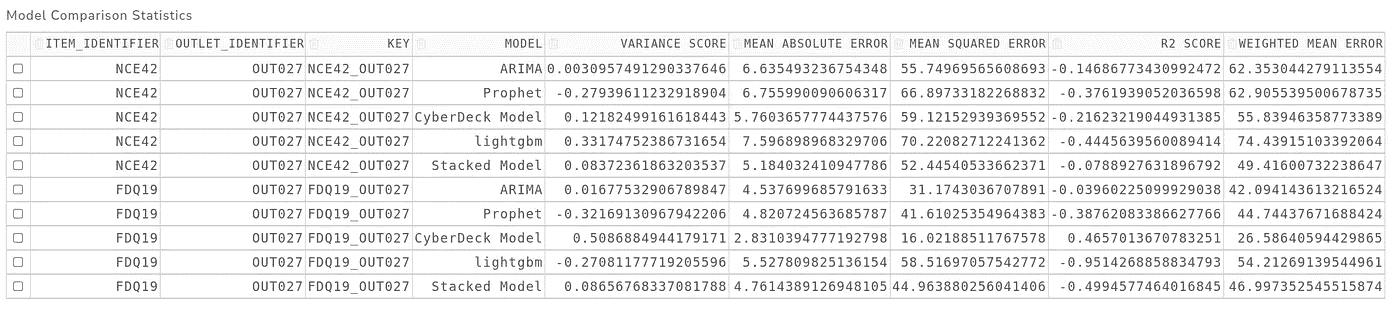 Model Comparison Statistics
ITEM_IDENTIFIER OUTLET_IDENTIFIER KEY MODEL VARIANCE SCORE MEAN ABSOLUTE ERROR MEAN SQUARED ERROR R2 SCORE WEIGHTED MEAN ERROR
NCE42 OUT027 NCE42_OUT027 ARIMA 0.0030957491290337646 6.635493236754348 55.74969565608693 -0.14686773430992472 62.353044279113554
NCE42 OUT027 NCE42_OUT027 Prophet -0.27939611232918904 6.755990090606317 66.89733182268832 -0.3761939052036598 62.905539500678735
NCE42 OUT027 NCE42_OUT027 CyberDeck Model 0.12182499161618443 5.7603657774437576 59.12152939369552 -0.21623219044931385 55.83946358773389
NCE42 OUT027 NCE42_OUT027 lightgbm 0.33174752386731654 7.596898968329706 70.22082712241362 -0.4445639560089414 74.43915103392064
NCE42 OUT027 NCE42_OUT027 Stacked Model 0.08372361863203537 5.184032410947786 52.44540533662371 -0.0788927631896792 49.41600732238647
FDQ19 OUT027 FDQ19_OUT027 ARIMA 0.01677532906789847 4.537699685791633 31.1743036707891 -0.03960225099929038 42.094143613216524
FDQ19 OUT027 FDQ19_OUT027 Prophet -0.32169130967942206 4.820724563685787 41.61025354964383 -0.38762083386627766 44.74437671688424
FDQ19 OUT027 FDQ19_OUT027 CyberDeck Model 0.5086884944179171 2.8310394777192798 16.02188511767578 0.4657013670783251 26.58640594429865
FDQ19 OUT027 FDQ19_OUT027 lightgbm -0.27081177719205596 5.527809825136154 58.51697057542772 -0.9514268858834793 54.21269139544961
FDQ19 OUT027 FDQ19_OUT027 Stacked Model 0.08656768337081788 4.7614389126948105 44.963880256041406 -0.4994577464016845 46.997352545515874